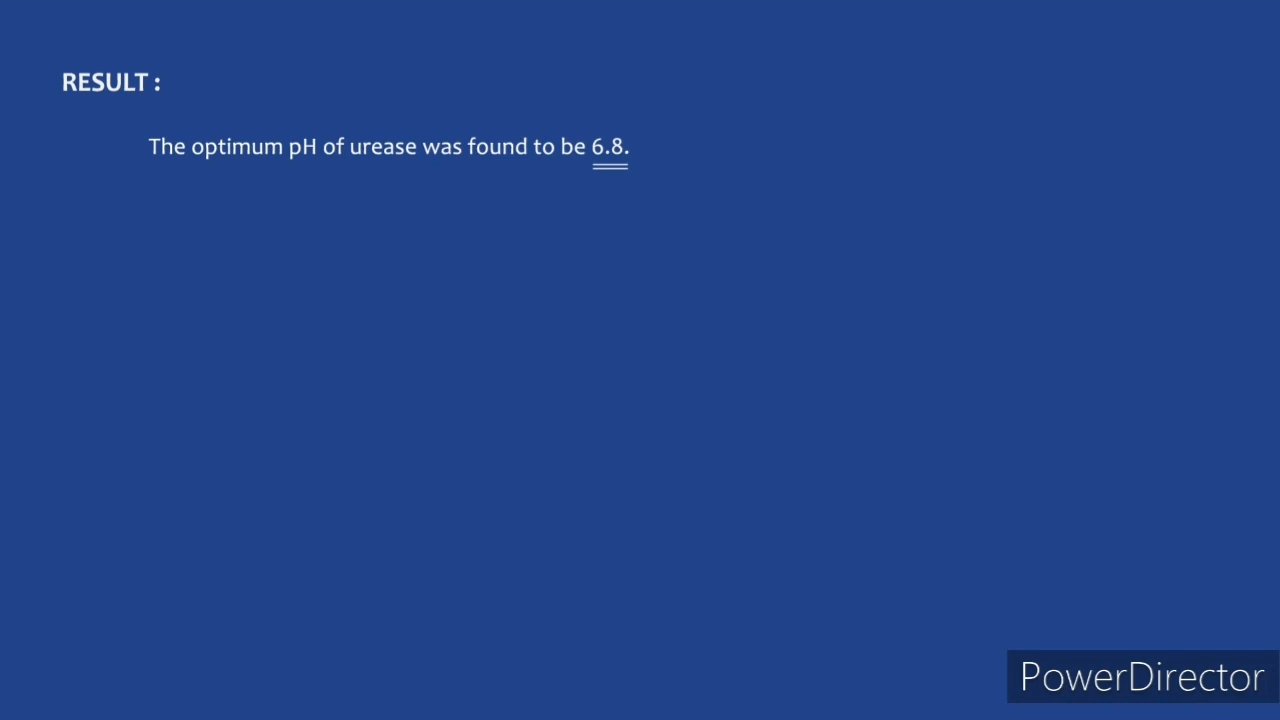 RESULT :
The optimum pH of urease was found to be 6.8.
PowerDirector